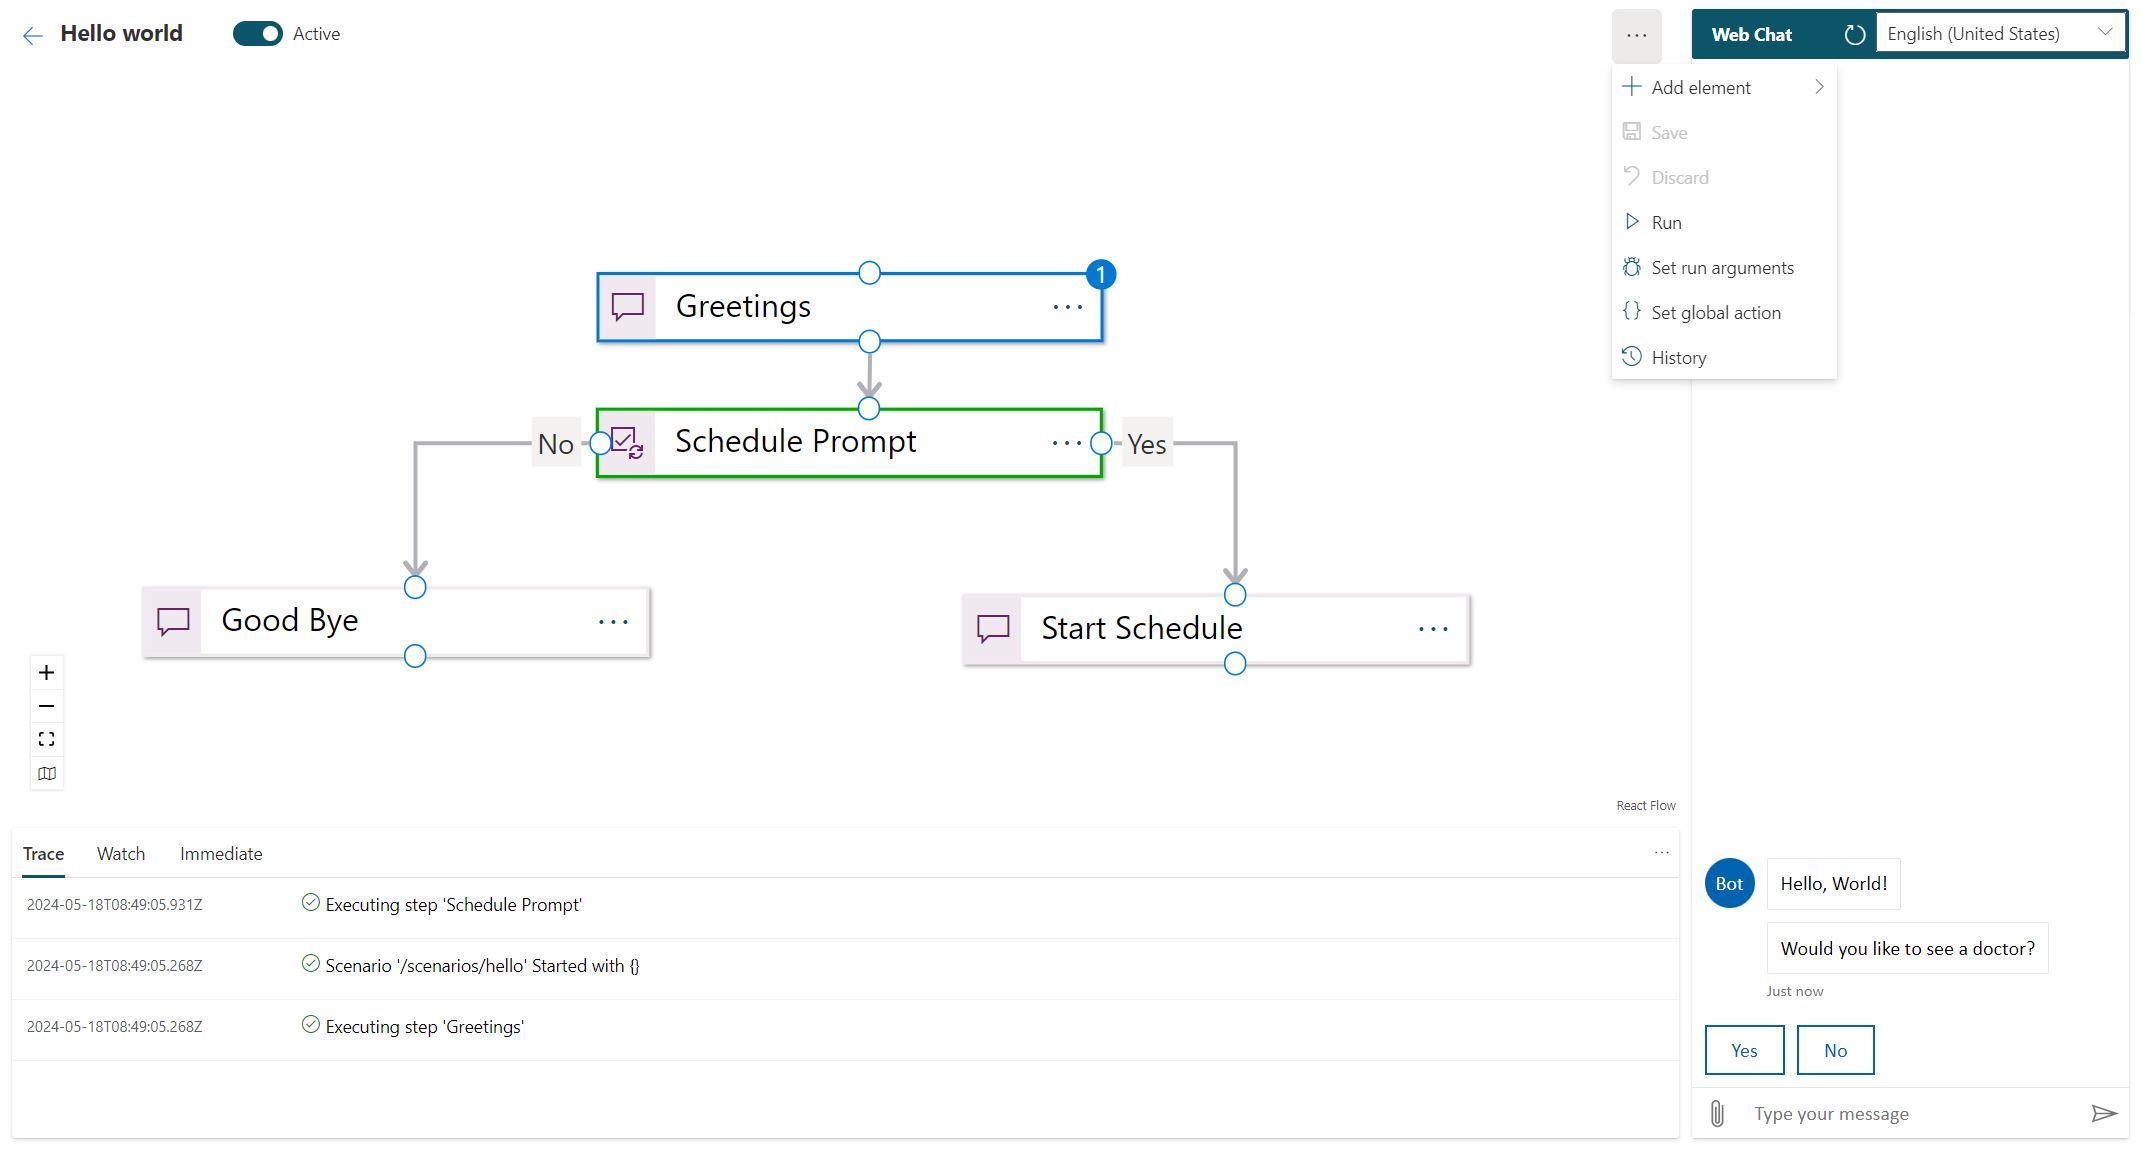 Hello world
Active
...
Web Chat
English (United States)
Add element
Save
Discard
Run
Set run arguments
Set global action
History
1
Greetings
...
No
Schedule Prompt
...
Yes
Good Bye
...
Start Schedule
...
React Flow
Trace
Watch
Immediate
...
2024-05-18T08:49:05.931Z
Executing step 'Schedule Prompt'
2024-05-18T08:49:05.268Z
Scenario '/scenarios/hello' Started with {}
2024-05-18T08:49:05.268Z
Executing step 'Greetings'
Bot
Hello, World!
Would you like to see a doctor?
Just now
Yes
No
Type your message